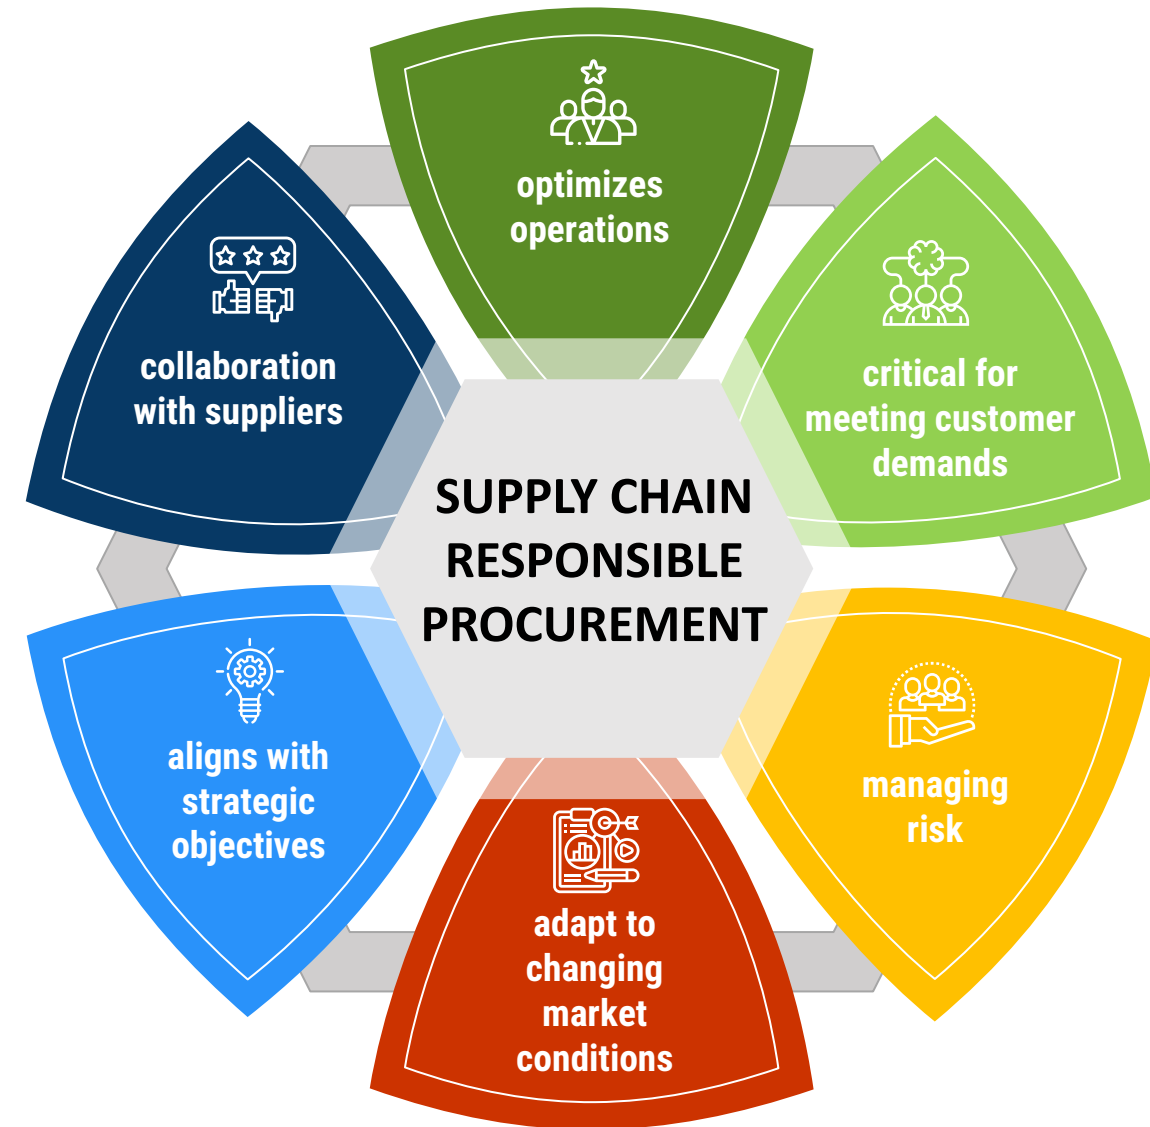 optimizes
operations
critical for
meeting customer
demands
managing
risk
adapt to
changing
market
conditions
aligns with
strategic
objectives
collaboration
with suppliers
SUPPLY CHAIN
RESPONSIBLE
PROCUREMENT